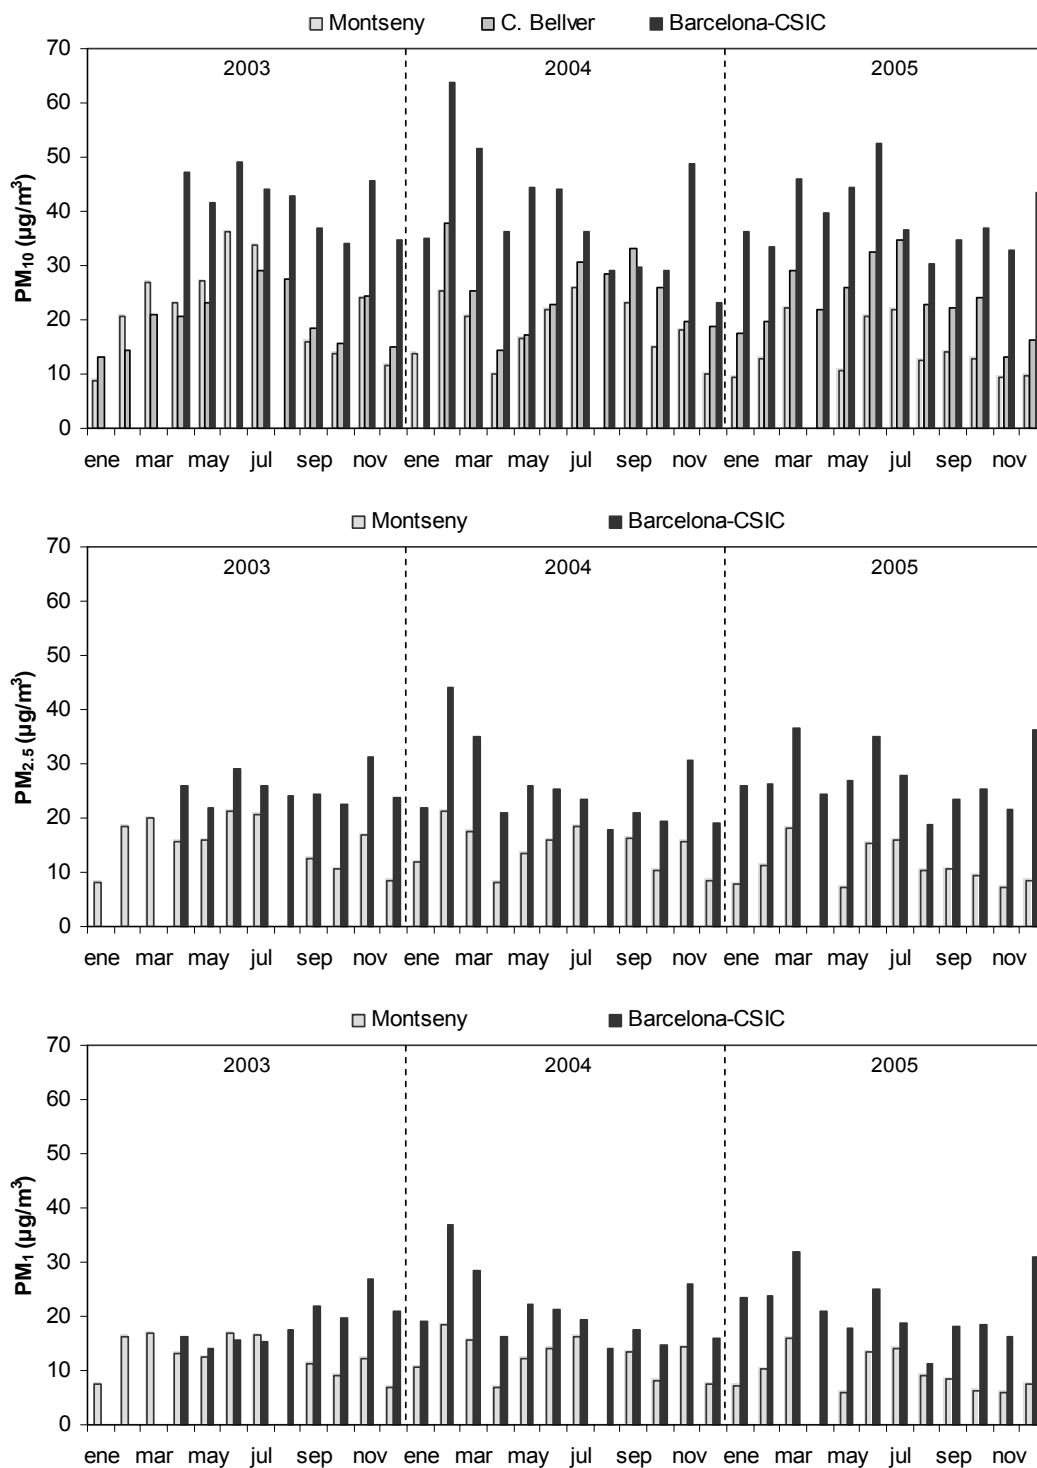 Montseny C. Bellver Barcelona-CSIC
70
2003 2004 2005
60
50
40
30
20
10
0
PM10 (µg/m³)
ene mar may jul sep nov ene mar may jul sep nov ene mar may jul sep nov
Montseny Barcelona-CSIC
70
2003 2004 2005
60
50
40
30
20
10
0
PM2.5 (µg/m³)
ene mar may jul sep nov ene mar may jul sep nov ene mar may jul sep nov
Montseny Barcelona-CSIC
70
2003 2004 2005
60
50
40
30
20
10
0
PM1 (µg/m³)
ene mar may jul sep nov ene mar may jul sep nov ene mar may jul sep nov